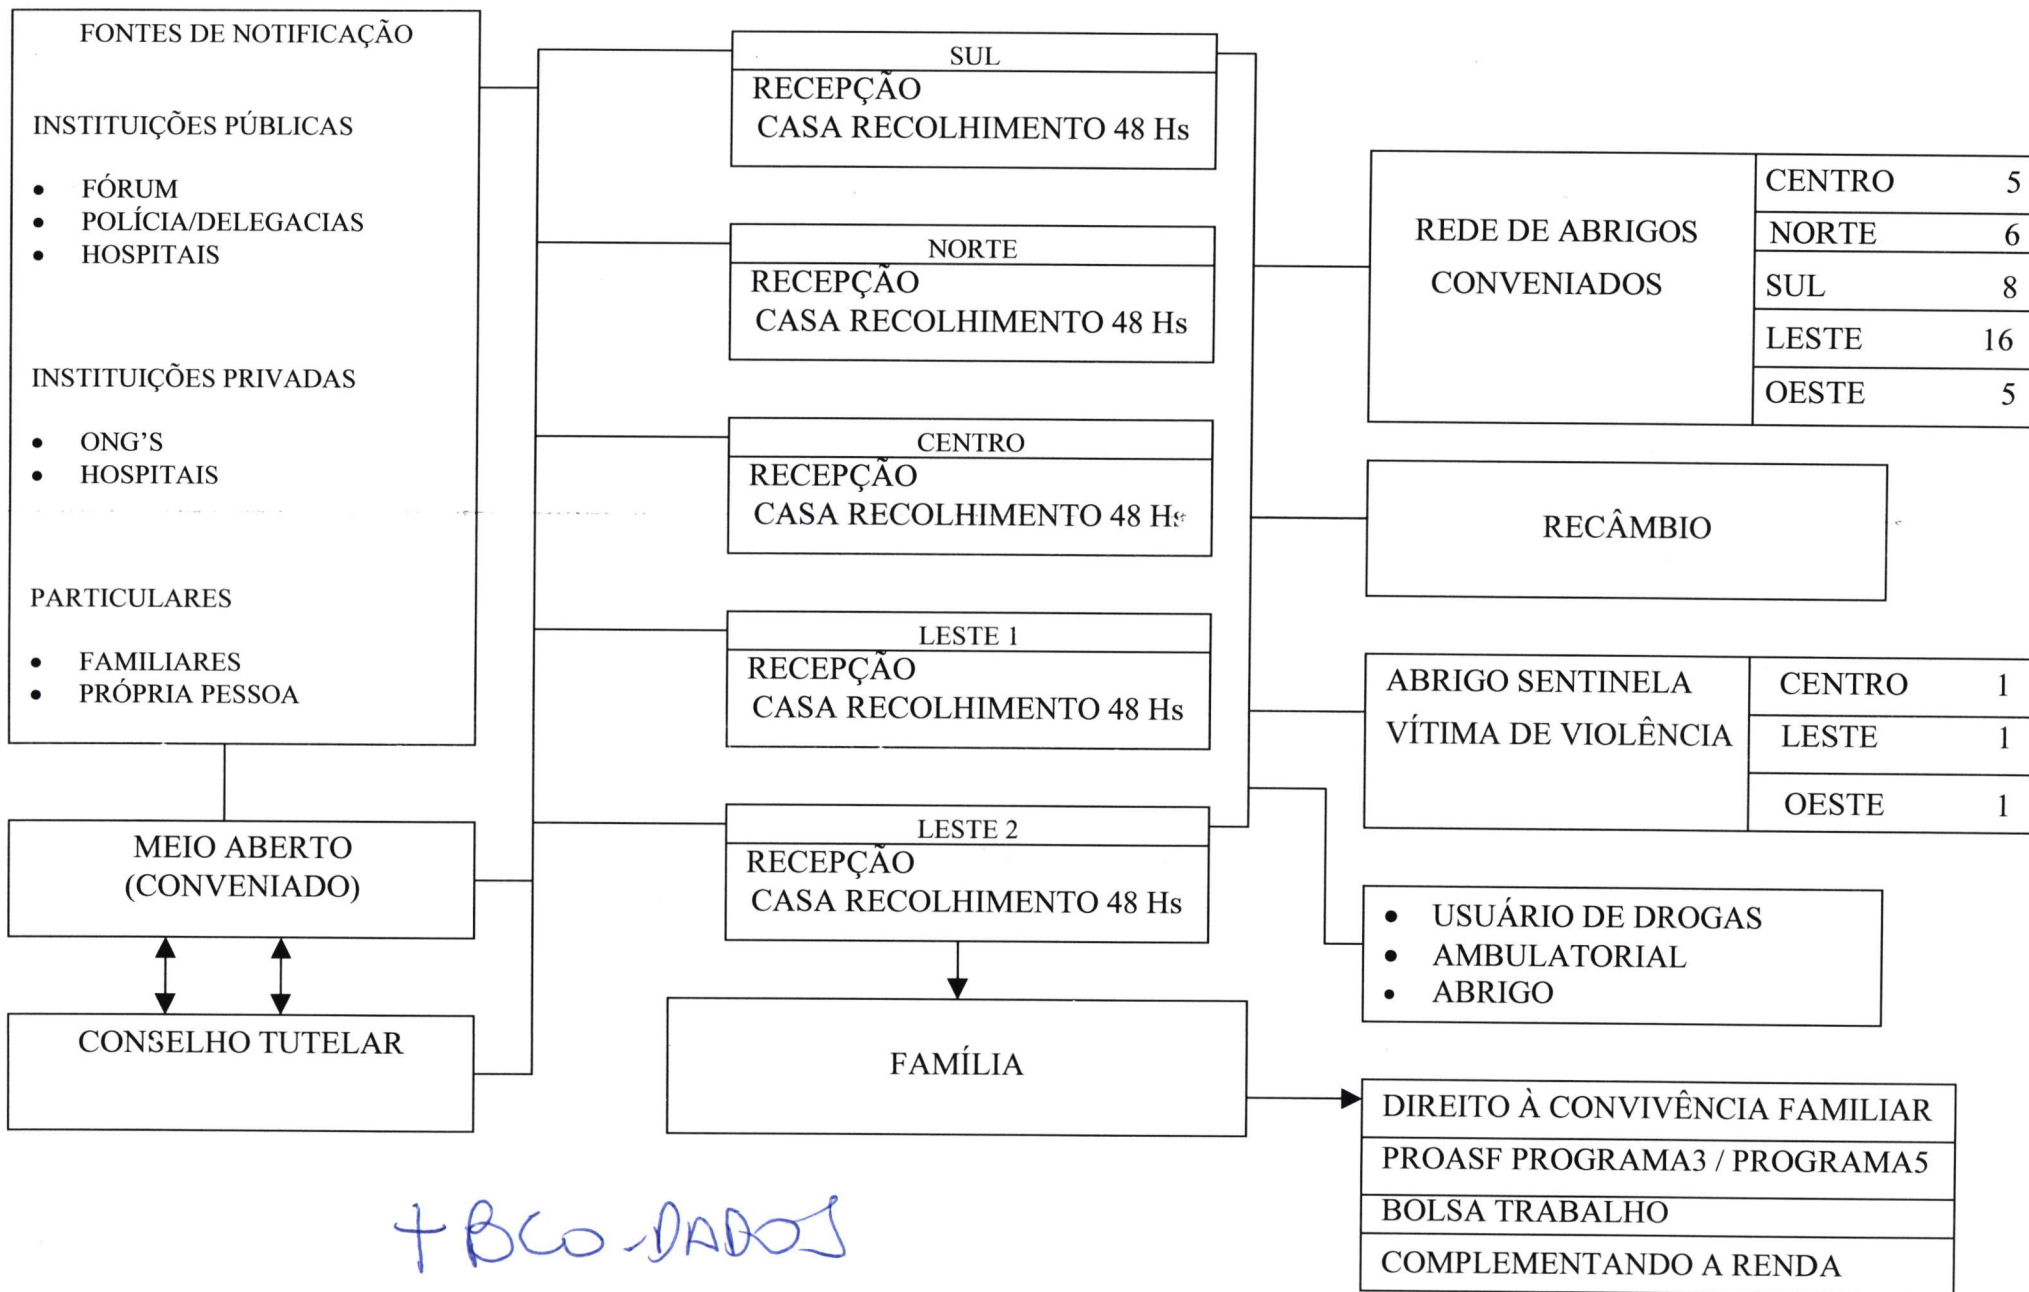 FONTES DE NOTIFICAÇÃO
INSTITUIÇÕES PÚBLICAS
• FÓRUM
• POLÍCIA/DELEGACIAS
• HOSPITAIS
INSTITUIÇÕES PRIVADAS
• ONG'S
• HOSPITAIS
PARTICULARES
• FAMILIARES
• PRÓPRIA PESSOA
MEIO ABERTO
(CONVENIADO)
CONSELHO TUTELAR
SUL
RECEPÇÃO
CASA RECOLHIMENTO 48 Hs
NORTE
RECEPÇÃO
CASA RECOLHIMENTO 48 Hs
CENTRO
RECEPÇÃO
CASA RECOLHIMENTO 48 Hs
LESTE 1
RECEPÇÃO
CASA RECOLHIMENTO 48 Hs
LESTE 2
RECEPÇÃO
CASA RECOLHIMENTO 48 Hs
FAMÍLIA
REDE DE ABRIGOS
CONVENIADOS
CENTRO 5
NORTE 6
SUL 8
LESTE 16
OESTE 5
RECÂMBIO
ABRIGO SENTINELA
VÍTIMA DE VIOLÊNCIA
CENTRO 1
LESTE 1
OESTE 1
• USUÁRIO DE DROGAS
• AMBULATORIAL
• ABRIGO
DIREITO À CONVIVÊNCIA FAMILIAR
PROASF PROGRAMA3 / PROGRAMA5
BOLSA TRABALHO
COMPLEMENTANDO A RENDA
+ BCO-DADOS